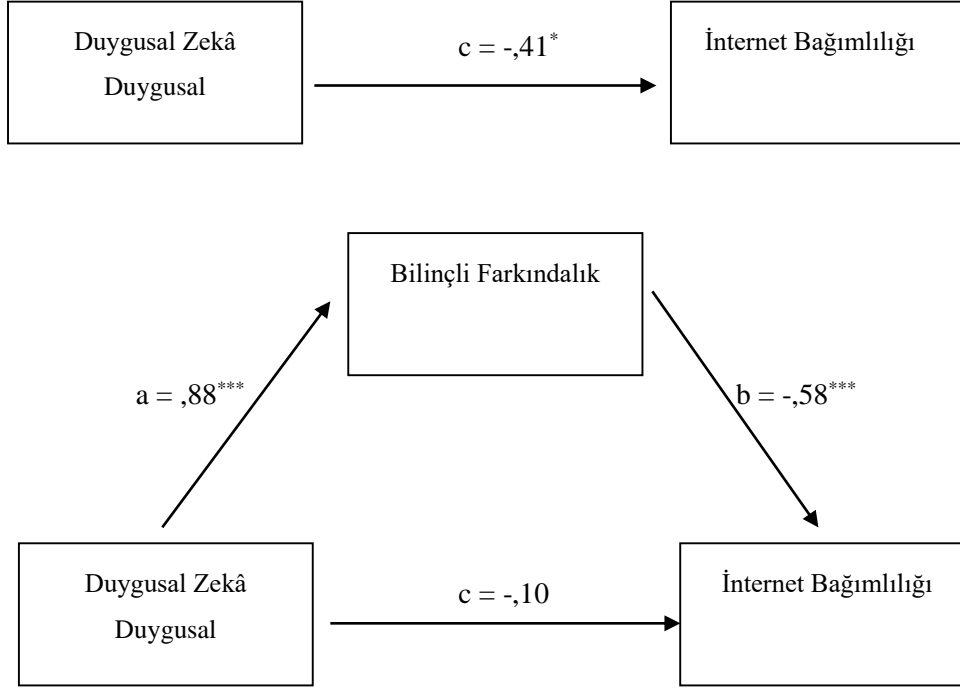 Duygusal Zekâ
Duygusal
c = -,41*
İnternet Bağımlılığı
Bilinçli Farkındalık
a = ,88***
b = -,58***
Duygusal Zekâ
Duygusal
c = -,10
İnternet Bağımlılığı